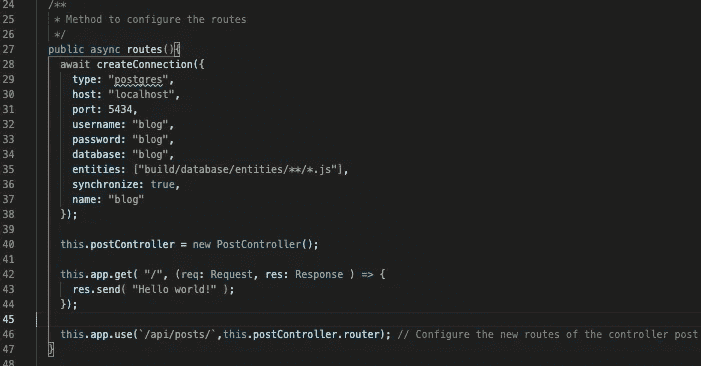 24 /**
25 * Method to configure the routes
26 */
27 public async routes(){
28 await createConnection({
29 type: "postgres",
30 host: "localhost",
31 port: 5434,
32 username: "blog",
33 password: "blog",
34 database: "blog",
35 entities: ["build/database/entities/**/*.js"],
36 synchronize: true,
37 name: "blog"
38 });
39
40 this.postController = new PostController();
41
42 this.app.get( "/", (req: Request, res: Response ) => {
43 res.send( "Hello world!" );
44 });
45
46 this.app.use(`/api/posts/`,this.postController.router); // Configure the new routes of the controller post
47 }
48